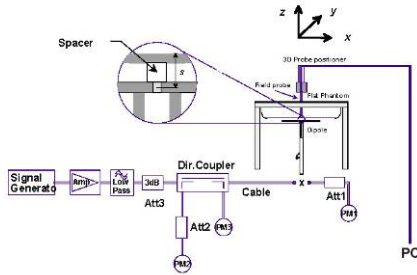 z
y
x
Spacer
s
3D Probe positioner
Field probe
Flat Phantom
Dipole
Signal
Generato
Amp
Low
Pass
3dB
Att3
Dir.Coupler
Cable
x
Att1
PM1
Att2
PM3
PM2
PC